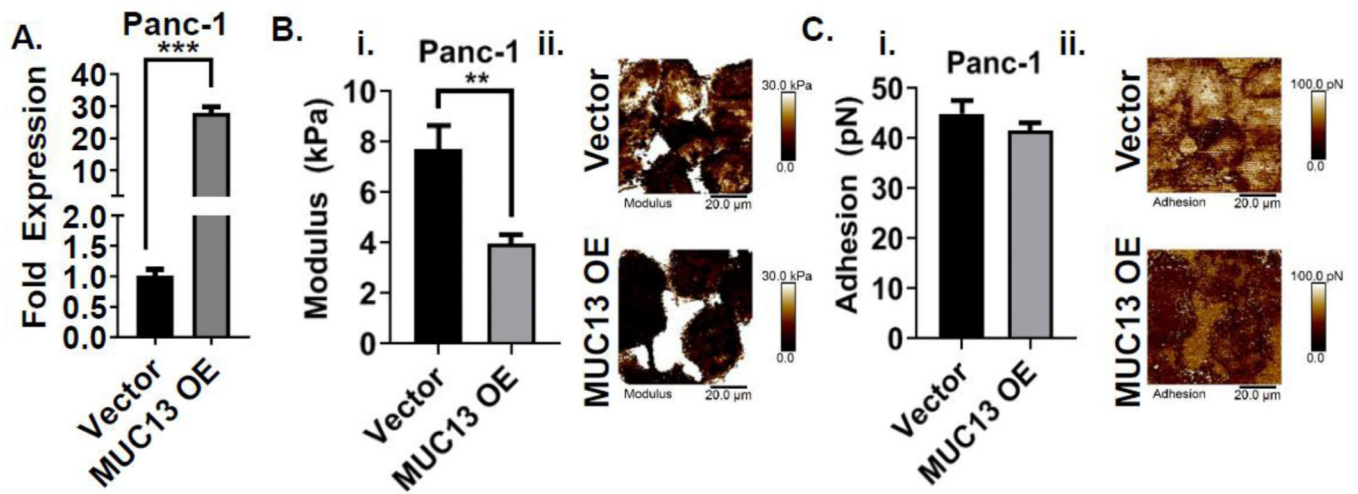 A.
Panc-1
***
Fold Expression
40
30
20
10
2.0
1.5
1.0
0.5
0.0
Vector
MUC13 OE
B.
i.
Panc-1
**
Modulus (kPa)
10
8
6
4
2
0
Vector
MUC13 OE
ii.
Vector
30.0 kPa
0.0
Modulus
20.0 µm
MUC13 OE
30.0 kPa
0.0
Modulus
20.0 µm
C.
i.
Panc-1
Adhesion (pN)
50
40
30
40
10
0
Vector
MUC13 OE
ii.
Vector
100.0 pN
0.0
Adhesion
20.0 µm
MUC13 OE
100.0 pN
0.0
Adhesion
20.0 µm